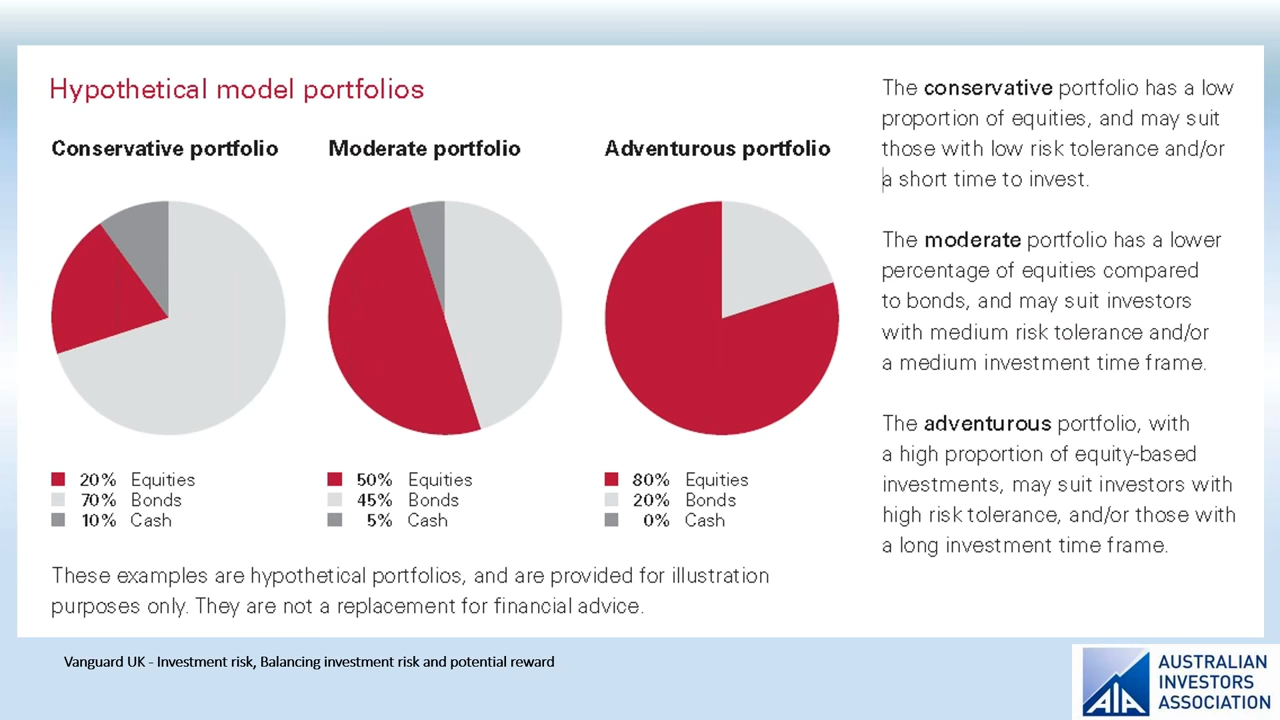 Hypothetical model portfolios
Conservative portfolio
Moderate portfolio
Adventurous portfolio
20% Equities
70% Bonds
10% Cash
50% Equities
45% Bonds
5% Cash
80% Equities
20% Bonds
0% Cash
These examples are hypothetical portfolios, and are provided for illustration
purposes only. They are not a replacement for financial advice.
The conservative portfolio has a low
proportion of equities, and may suit
those with low risk tolerance and/or
a short time to invest.
The moderate portfolio has a lower
percentage of equities compared
to bonds, and may suit investors
with medium risk tolerance and/or
a medium investment time frame.
The adventurous portfolio, with
a high proportion of equity-based
investments, may suit investors with
high risk tolerance, and/or those with
a long investment time frame.
Vanguard UK - Investment risk, Balancing investment risk and potential reward
AIA
AUSTRALIAN
INVESTORS
ASSOCIATION